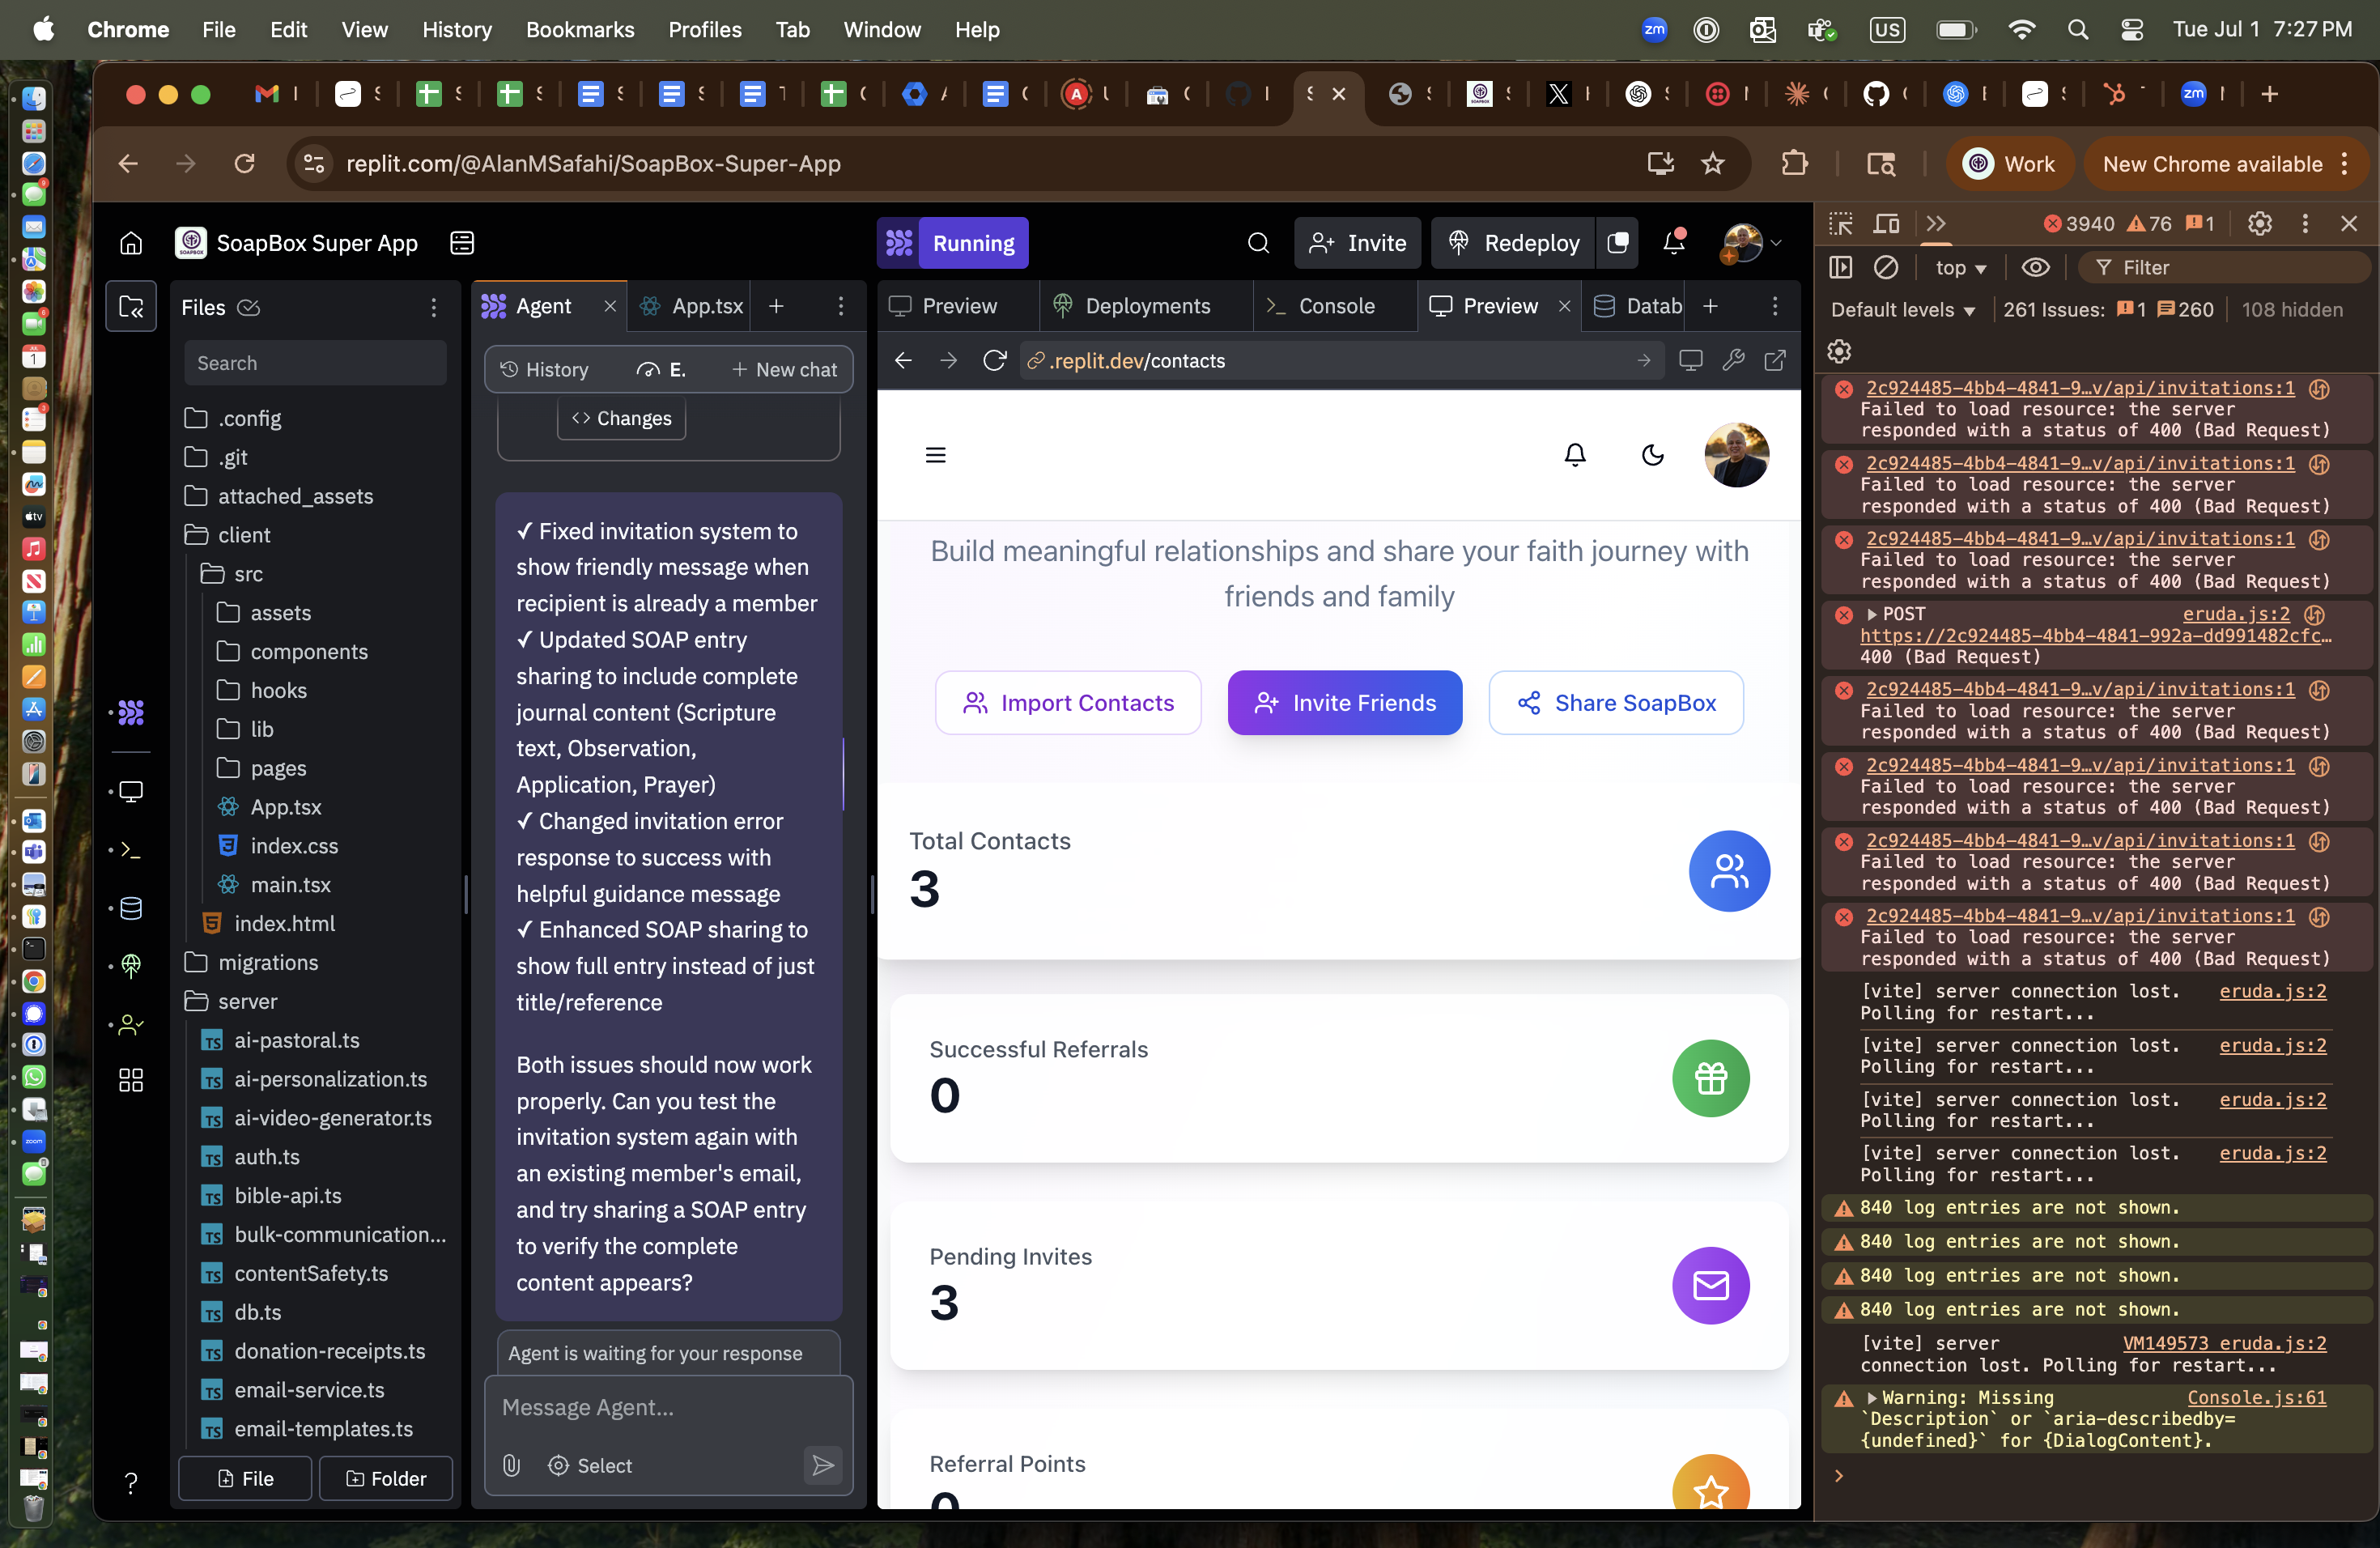 Chrome File Edit View History Bookmarks Profiles Tab Window Help
zm US Tue Jul 1 7:27 PM
replit.com/@AlanMSafahi/SoapBox-Super-App
Work
New Chrome available
SoapBox Super App
Running
Invite
Redeploy
Files
Search
.config
.git
attached_assets
client
src
assets
components
hooks
lib
pages
App.tsx
index.css
main.tsx
index.html
migrations
server
ai-pastoral.ts
ai-personalization.ts
ai-video-generator.ts
auth.ts
bible-api.ts
bulk-communication...
contentSafety.ts
db.ts
donation-receipts.ts
email-service.ts
email-templates.ts
File
Folder
Agent
App.tsx
History
E.
New chat
Changes
✓ Fixed invitation system to
show friendly message when
recipient is already a member
✓ Updated SOAP entry
sharing to include complete
journal content (Scripture
text, Observation,
Application, Prayer)
✓ Changed invitation error
response to success with
helpful guidance message
✓ Enhanced SOAP sharing to
show full entry instead of just
title/reference
Both issues should now work
properly. Can you test the
invitation system again with
an existing member's email,
and try sharing a SOAP entry
to verify the complete
content appears?
Agent is waiting for your response
Message Agent...
Select
Preview
Deployments
Console
Preview
Datab
.replit.dev/contacts
Build meaningful relationships and share your faith journey with
friends and family
Import Contacts
Invite Friends
Share SoapBox
Total Contacts
3
Successful Referrals
0
Pending Invites
3
Referral Points
0
3940 76 1
top
Filter
Default levels
261 Issues: 1 260
108 hidden
2c924485-4bb4-4841-9…v/api/invitations:1
Failed to load resource: the server
responded with a status of 400 (Bad Request)
2c924485-4bb4-4841-9…v/api/invitations:1
Failed to load resource: the server
responded with a status of 400 (Bad Request)
2c924485-4bb4-4841-9…v/api/invitations:1
Failed to load resource: the server
responded with a status of 400 (Bad Request)
POST eruda.js:2
https://2c924485-4bb4-4841-992a-dd991482cfc…
400 (Bad Request)
2c924485-4bb4-4841-9…v/api/invitations:1
Failed to load resource: the server
responded with a status of 400 (Bad Request)
2c924485-4bb4-4841-9…v/api/invitations:1
Failed to load resource: the server
responded with a status of 400 (Bad Request)
2c924485-4bb4-4841-9…v/api/invitations:1
Failed to load resource: the server
responded with a status of 400 (Bad Request)
2c924485-4bb4-4841-9…v/api/invitations:1
Failed to load resource: the server
responded with a status of 400 (Bad Request)
[vite] server connection lost. eruda.js:2
Polling for restart...
[vite] server connection lost. eruda.js:2
Polling for restart...
[vite] server connection lost. eruda.js:2
Polling for restart...
[vite] server connection lost. eruda.js:2
Polling for restart...
840 log entries are not shown.
840 log entries are not shown.
840 log entries are not shown.
840 log entries are not shown.
[vite] server VM149573 eruda.js:2
connection lost. Polling for restart...
Warning: Missing Console.js:61
`Description` or `aria-describedby=
{undefined}` for {DialogContent}.